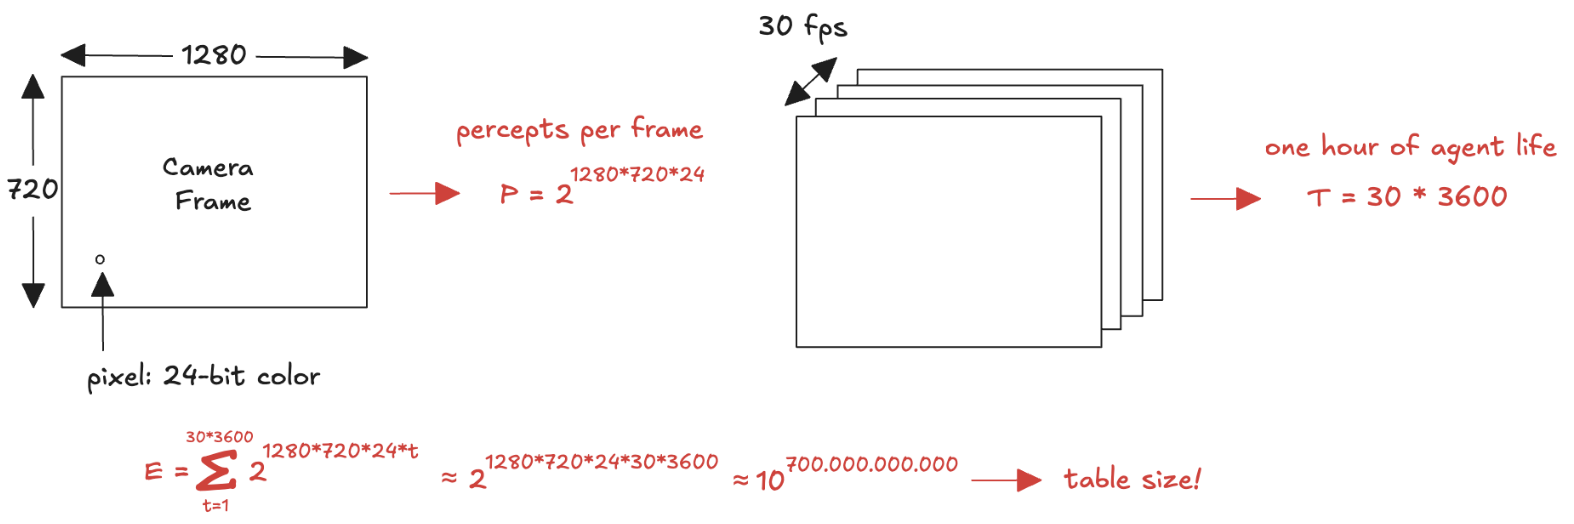 1280
720
Camera
Frame
pixel: 24-bit color
percepts per frame
P = 2^1280*720*24
30 fps
one hour of agent life
T = 30 * 3600
E = ∑_{t=1}^{30*3600} 2^{1280*720*24*t} ≈ 2^{1280*720*24*30*3600} ≈ 10^{700.000.000.000} table size!